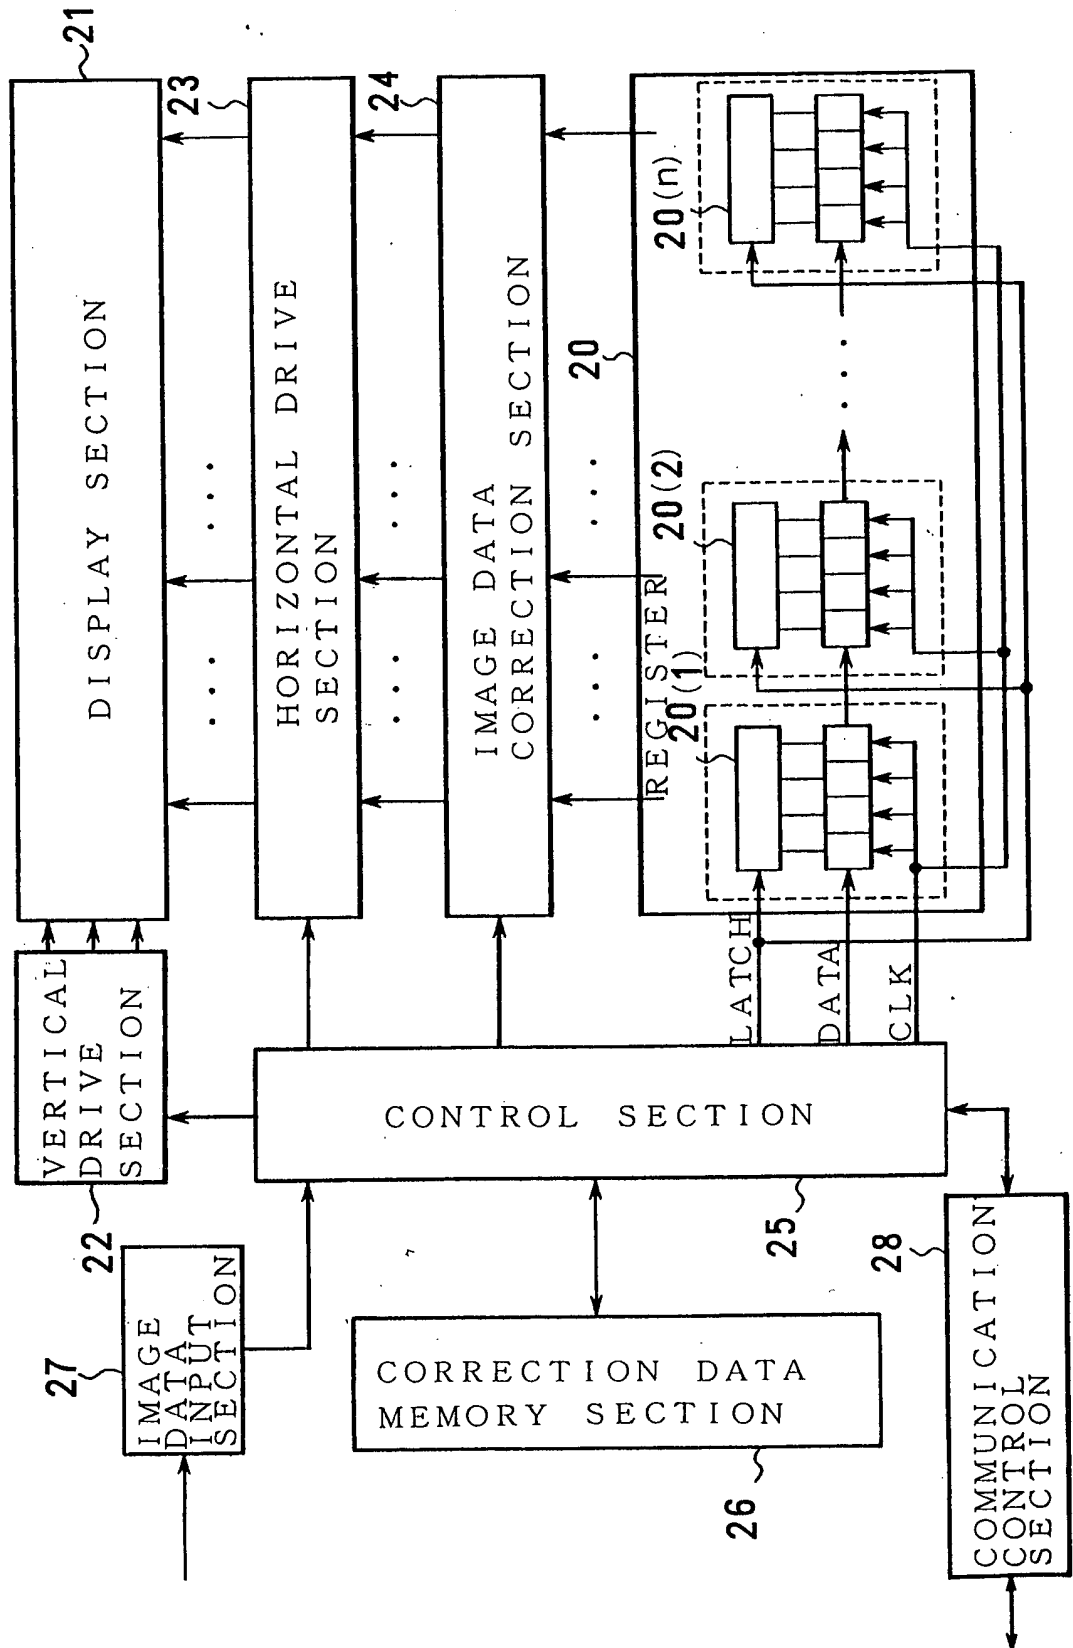 21
DISPLAY SECTION
23
HORIZONTAL DRIVE
SECTION
24
IMAGE DATA
CORRECTION SECTION
20
REGISTER
20(1)
20(2)
20(n)
LATCH
DATA
CLK
VERTICAL
DRIVE
SECTION
22
CONTROL SECTION
25
27
IMAGE
DATA
INPUT
SECTION
CORRECTION DATA
MEMORY SECTION
26
28
COMMUNICATION
CONTROL
SECTION